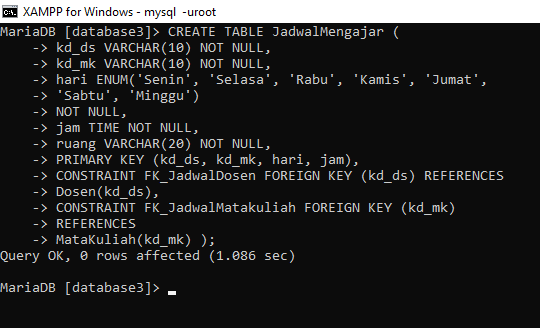 XAMPP for Windows - mysql -uroot
MariaDB [database3]> CREATE TABLE JadwalMengajar (
-> kd_ds VARCHAR(10) NOT NULL,
-> kd_mk VARCHAR(10) NOT NULL,
-> hari ENUM('Senin', 'Selasa', 'Rabu', 'Kamis', 'Jumat',
-> 'Sabtu', 'Minggu')
-> NOT NULL,
-> jam TIME NOT NULL,
-> ruang VARCHAR(20) NOT NULL,
-> PRIMARY KEY (kd_ds, kd_mk, hari, jam),
-> CONSTRAINT FK_JadwalDosen FOREIGN KEY (kd_ds) REFERENCES
-> Dosen(kd_ds),
-> CONSTRAINT FK_JadwalMatakuliah FOREIGN KEY (kd_mk)
-> REFERENCES
-> MataKuliah(kd_mk) );
Query OK, 0 rows affected (1.086 sec)
MariaDB [database3]>